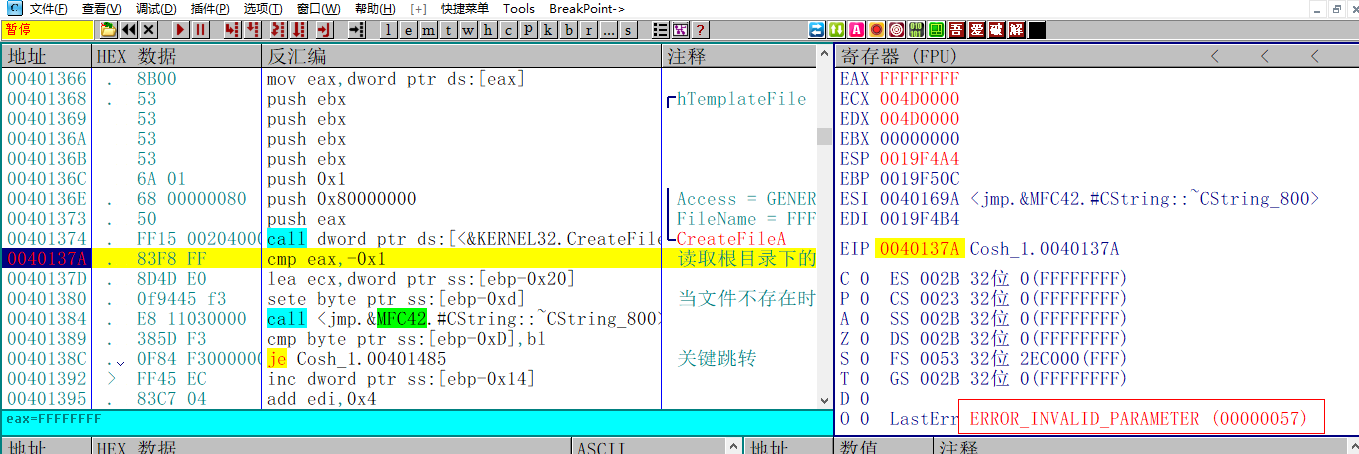 文件(F) 查看(V) 调试(D) 插件(P) 选项(T) 窗口(W) 帮助(H) [+] 快捷菜单 Tools BreakPoint->
暂停 l e m t w h c p k b r ... s ? 吾 爱 破 解
地址 HEX 数据 反汇编 注释
00401366 . 8B00 mov eax,dword ptr ds:[eax]
00401368 . 53 push ebx hTemplateFile
00401369 . 53 push ebx
0040136A . 53 push ebx
0040136B . 53 push ebx
0040136C . 6A 01 push 0x1
0040136E . 68 00000080 push 0x80000000 Access = GENER
00401373 . 50 push eax FileName = FFF
00401374 . FF15 00204000 call dword ptr ds:[<&KERNEL32.CreateFile CreateFileA
0040137A . 83F8 FF cmp eax,-0x1 读取根目录下的
0040137D . 8D4D E0 lea ecx,dword ptr ss:[ebp-0x20]
00401380 . 0f9445 f3 sete byte ptr ss:[ebp-0xd] 当文件不存在时
00401384 . E8 11030000 call <jmp.&MFC42.#CString::~CString_800>
00401389 . 385D F3 cmp byte ptr ss:[ebp-0xD],bl
0040138C . 0F84 F3000000 je Cosh_1.00401485 关键跳转
00401392 > FF45 EC inc dword ptr ss:[ebp-0x14]
00401395 . 83C7 04 add edi,0x4
eax=FFFFFFFF
寄存器 (FPU) < < <
EAX FFFFFFFF
ECX 004D0000
EDX 004D0000
EBX 00000000
ESP 0019F4A4
EBP 0019F50C
ESI 0040169A <jmp.&MFC42.#CString::~CString_800>
EDI 0019F4B4
EIP 0040137A Cosh_1.0040137A
C 0 ES 002B 32位 0(FFFFFFFF)
P 0 CS 0023 32位 0(FFFFFFFF)
A 0 SS 002B 32位 0(FFFFFFFF)
Z 0 DS 002B 32位 0(FFFFFFFF)
S 0 FS 0053 32位 2EC000(FFF)
T 0 GS 002B 32位 0(FFFFFFFF)
D 0
O 0 LastErr ERROR_INVALID_PARAMETER (00000057)
地址 HEX 数据 ASCII 地址 数值 注释